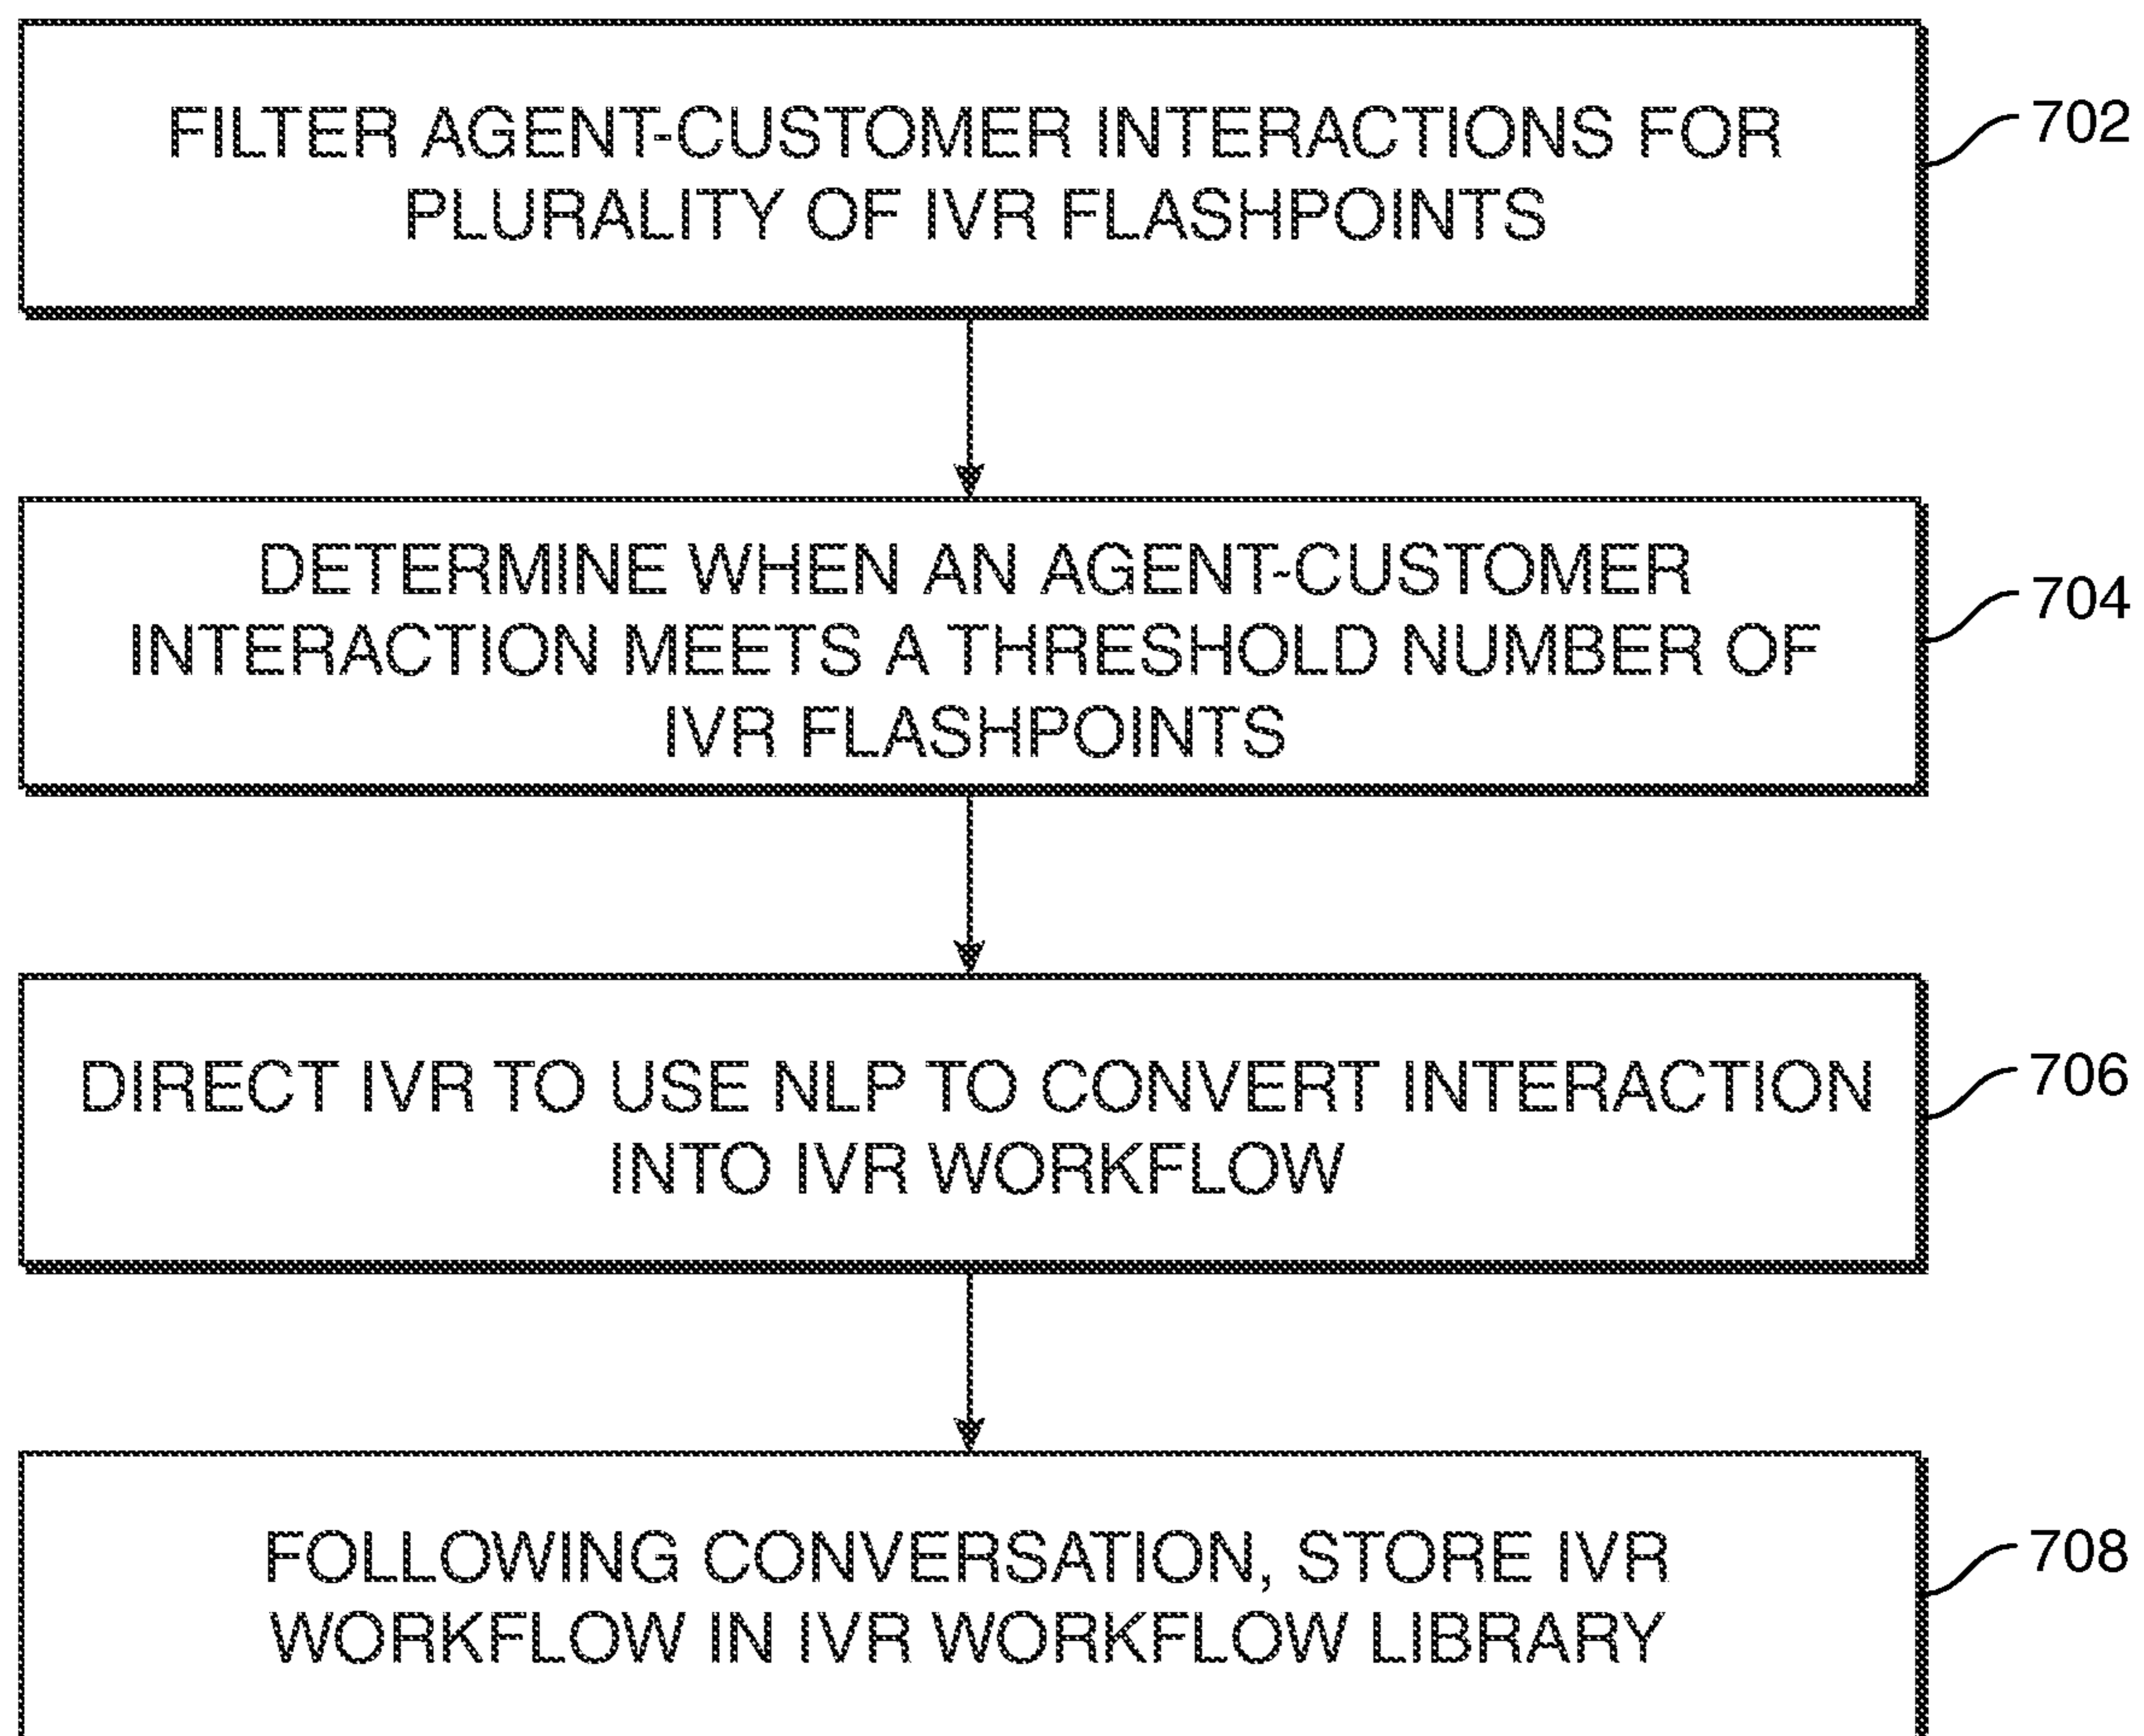 FILTER AGENT-CUSTOMER INTERACTIONS FOR
PLURALITY OF IVR FLASHPOINTS
702
DETERMINE WHEN AN AGENT-CUSTOMER
INTERACTION MEETS A THRESHOLD NUMBER OF
IVR FLASHPOINTS
704
DIRECT IVR TO USE NLP TO CONVERT INTERACTION
INTO IVR WORKFLOW
706
FOLLOWING CONVERSATION, STORE IVR
WORKFLOW IN IVR WORKFLOW LIBRARY
708